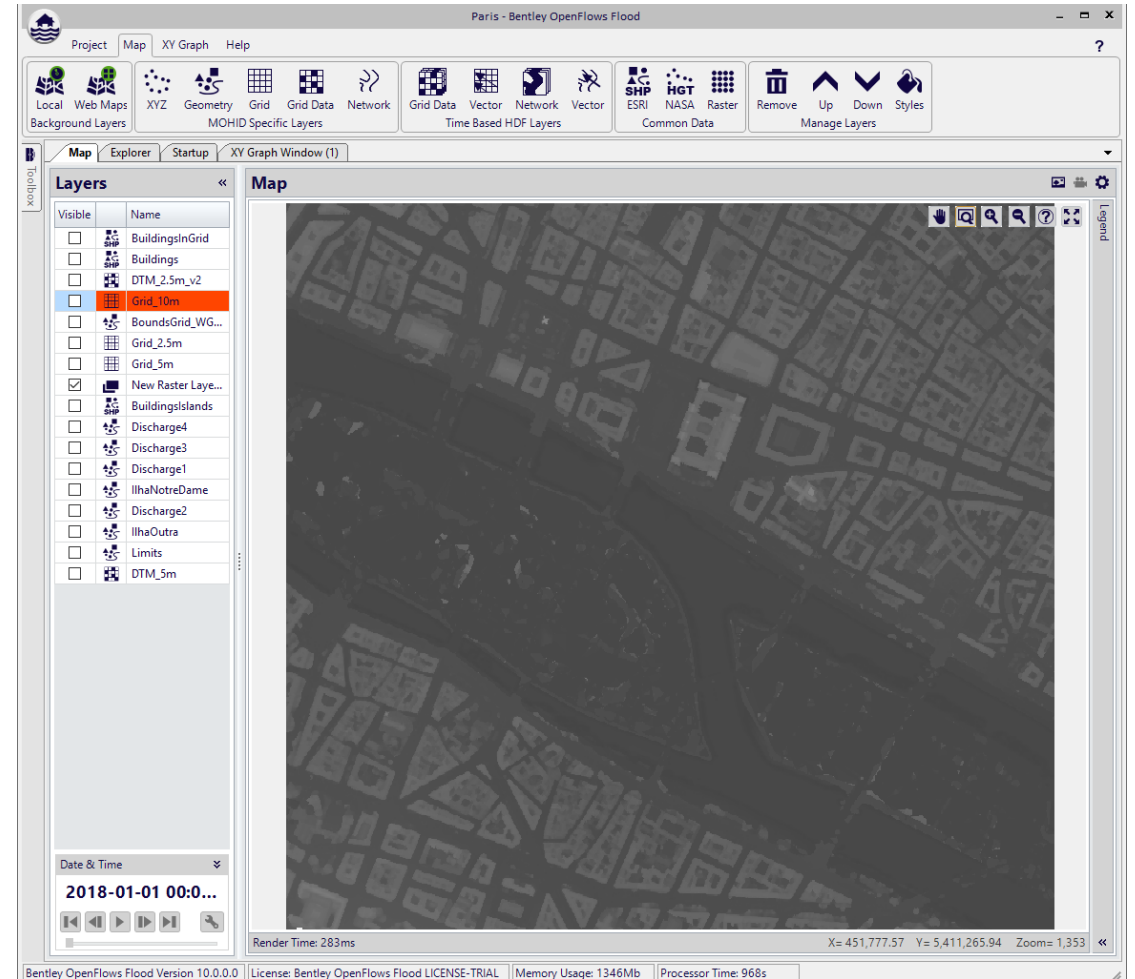 Paris - Bentley OpenFlows Flood
Project Map XY Graph Help ?
SHP HGT
Local Web Maps XYZ Geometry Grid Grid Data Network Grid Data Vector Network Vector ESRI NASA Raster Remove Up Down Styles
Background Layers MOHID Specific Layers Time Based HDF Layers Common Data Manage Layers
Toolbox
Map Explorer Startup XY Graph Window (1)
Layers «
Map
Legend
Visible Name
SHP BuildingsInGrid
SHP Buildings
DTM_2.5m_v2
Grid_10m
BoundsGrid_WG...
Grid_2.5m
Grid_5m
New Raster Laye...
SHP BuildingsIslands
Discharge4
Discharge3
Discharge1
IlhaNotreDame
Discharge2
IlhaOutra
Limits
DTM_5m
Date & Time
2018-01-01 00:0...
Render Time: 283ms X= 451,777.57 Y= 5,411,265.94 Zoom= 1,353 «
Bentley OpenFlows Flood Version 10.0.0.0 License: Bentley OpenFlows Flood LICENSE-TRIAL Memory Usage: 1346Mb Processor Time: 968s